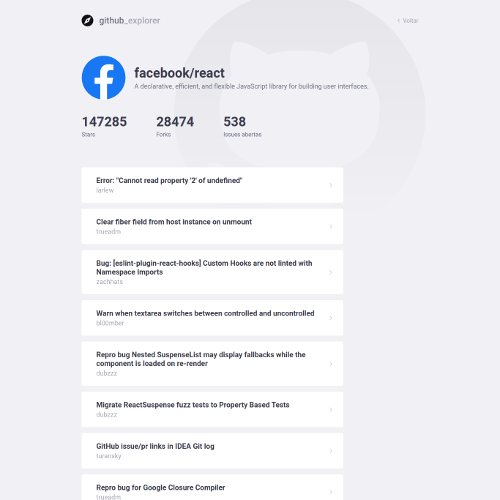 github_explorer
Voltar
facebook/react
A declarative, efficient, and flexible JavaScript library for building user interfaces.
147285 28474 538
Stars Forks Issues abertas
Error: "Cannot read property '2' of undefined"
larlew
Clear fiber field from host instance on unmount
trueadm
Bug: [eslint-plugin-react-hooks] Custom Hooks are not linted with
Namespace Imports
zachhats
Warn when textarea switches between controlled and uncontrolled
bl00mber
Repro bug Nested SuspenseList may display fallbacks while the
component is loaded on re-render
dubzzz
Migrate ReactSuspense fuzz tests to Property Based Tests
dubzzz
GitHub issue/pr links in IDEA Git log
turansky
Repro bug for Google Closure Compiler
trueadm